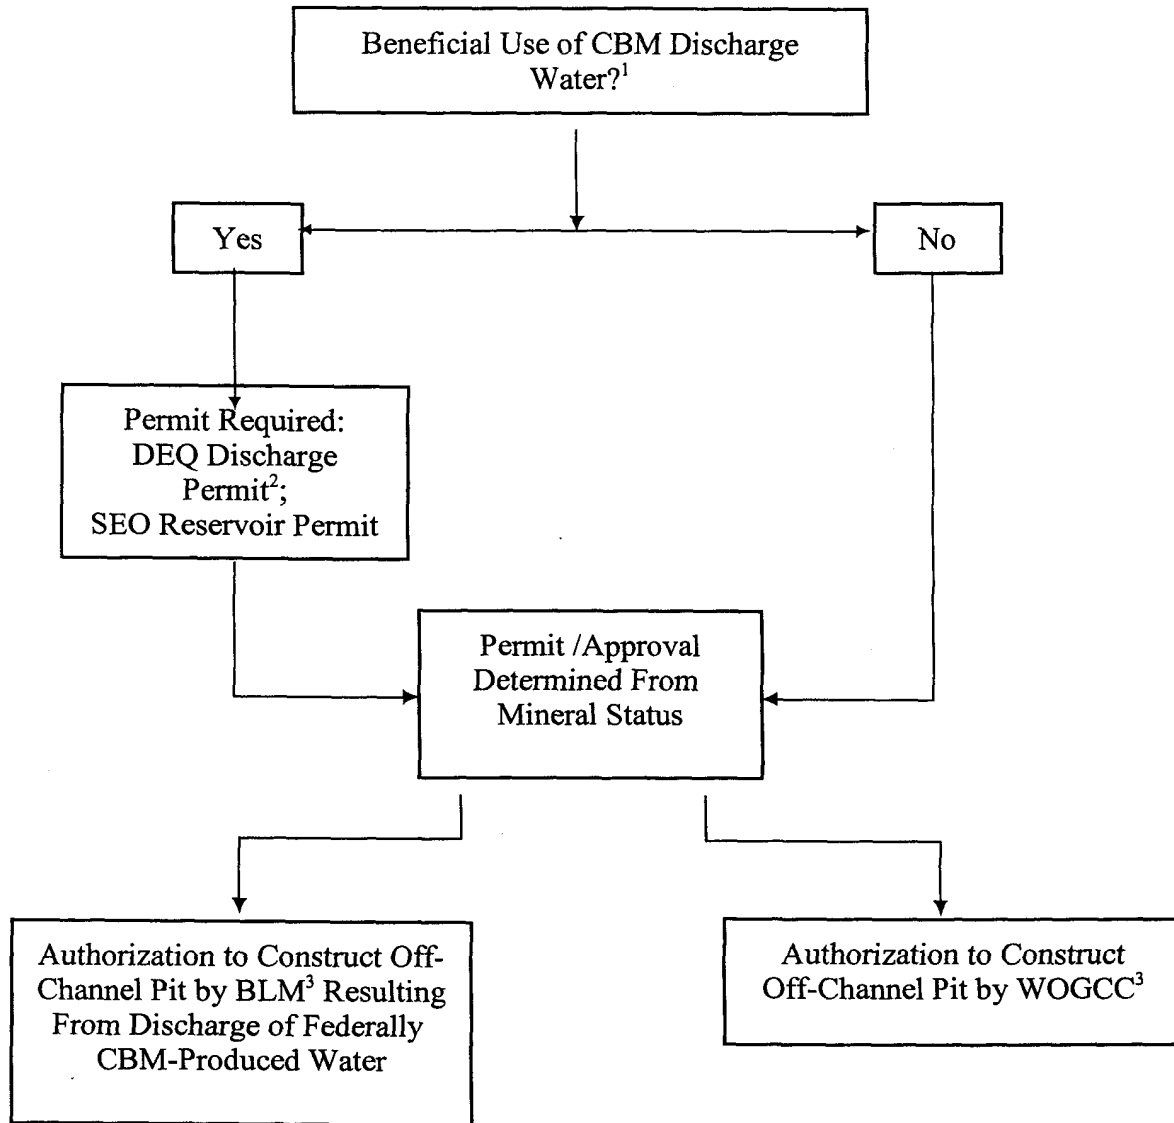 Beneficial Use of CBM Discharge
Water?¹
Yes
No
Permit Required:
DEQ Discharge
Permit²;
SEO Reservoir Permit
Permit /Approval
Determined From
Mineral Status
Authorization to Construct Off-
Channel Pit by BLM³ Resulting
From Discharge of Federally
CBM-Produced Water
Authorization to Construct
Off-Channel Pit by WOGCC³